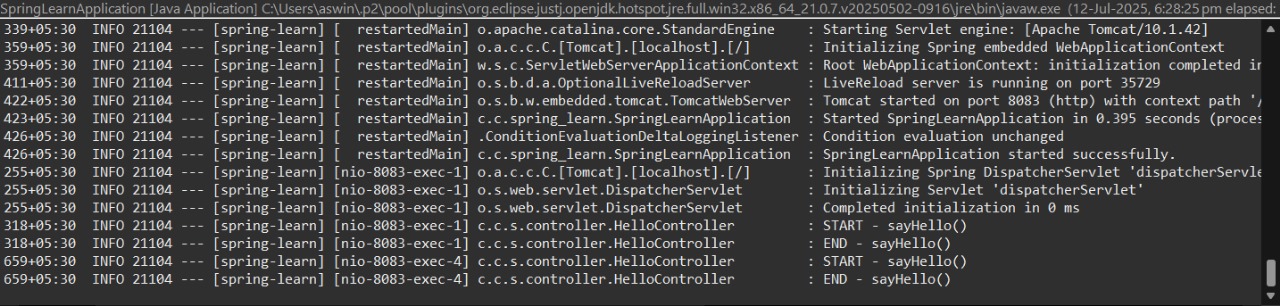 SpringLearnApplication [Java Application] C:\Users\aswin\.p2\pool\plugins\org.eclipse.justj.openjdk.hotspot.jre.full.win32.x86_64_21.0.7.v20250502-0916\jre\bin\javaw.exe (12-Jul-2025, 6:28:25 pm elapsed:
339+05:30  INFO 21104 --- [spring-learn] [  restartedMain] o.apache.catalina.core.StandardEngine    : Starting Servlet engine: [Apache Tomcat/10.1.42]
359+05:30  INFO 21104 --- [spring-learn] [  restartedMain] o.a.c.c.C.[Tomcat].[localhost].[/]       : Initializing Spring embedded WebApplicationContext
359+05:30  INFO 21104 --- [spring-learn] [  restartedMain] w.s.c.ServletWebServerApplicationContext : Root WebApplicationContext: initialization completed in
411+05:30  INFO 21104 --- [spring-learn] [  restartedMain] o.s.b.d.a.OptionalLiveReloadServer       : LiveReload server is running on port 35729
422+05:30  INFO 21104 --- [spring-learn] [  restartedMain] o.s.b.w.embedded.tomcat.TomcatWebServer  : Tomcat started on port 8083 (http) with context path '/
423+05:30  INFO 21104 --- [spring-learn] [  restartedMain] c.c.spring_learn.SpringLearnApplication  : Started SpringLearnApplication in 0.395 seconds (proces
426+05:30  INFO 21104 --- [spring-learn] [  restartedMain] .ConditionEvaluationDeltaLoggingListener : Condition evaluation unchanged
426+05:30  INFO 21104 --- [spring-learn] [  restartedMain] c.c.spring_learn.SpringLearnApplication  : SpringLearnApplication started successfully.
255+05:30  INFO 21104 --- [spring-learn] [nio-8083-exec-1] o.a.c.c.C.[Tomcat].[localhost].[/]       : Initializing Spring DispatcherServlet 'dispatcherServle
255+05:30  INFO 21104 --- [spring-learn] [nio-8083-exec-1] o.s.web.servlet.DispatcherServlet        : Initializing Servlet 'dispatcherServlet'
255+05:30  INFO 21104 --- [spring-learn] [nio-8083-exec-1] o.s.web.servlet.DispatcherServlet        : Completed initialization in 0 ms
318+05:30  INFO 21104 --- [spring-learn] [nio-8083-exec-1] c.c.s.controller.HelloController         : START - sayHello()
318+05:30  INFO 21104 --- [spring-learn] [nio-8083-exec-1] c.c.s.controller.HelloController         : END - sayHello()
659+05:30  INFO 21104 --- [spring-learn] [nio-8083-exec-4] c.c.s.controller.HelloController         : START - sayHello()
659+05:30  INFO 21104 --- [spring-learn] [nio-8083-exec-4] c.c.s.controller.HelloController         : END - sayHello()